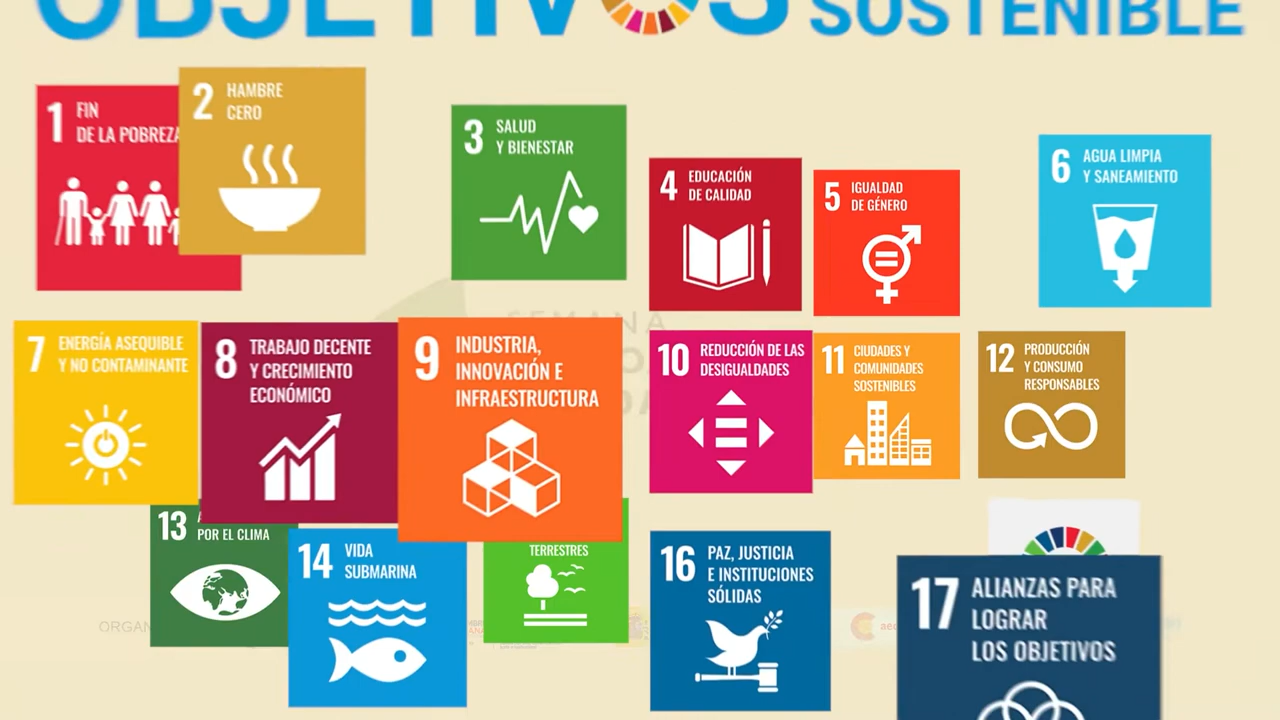 OBJETIVOS
SOSTENIBLE
1 FIN
DE LA POBREZA
2 HAMBRE
CERO
3 SALUD
Y BIENESTAR
4 EDUCACIÓN
DE CALIDAD
5 IGUALDAD
DE GÉNERO
6 AGUA LIMPIA
Y SANEAMIENTO
7 ENERGÍA ASEQUIBLE
Y NO CONTAMINANTE
8 TRABAJO DECENTE
Y CRECIMIENTO
ECONÓMICO
9 INDUSTRIA,
INNOVACIÓN E
INFRAESTRUCTURA
10 REDUCCIÓN DE LAS
DESIGUALDADES
11 CIUDADES Y
COMUNIDADES
SOSTENIBLES
12 PRODUCCIÓN
Y CONSUMO
RESPONSABLES
13
POR EL CLIMA
14 VIDA
SUBMARINA
TERRESTRES
16 PAZ, JUSTICIA
E INSTITUCIONES
SÓLIDAS
17 ALIANZAS PARA
LOGRAR
LOS OBJETIVOS
SEMANA
ORGAN